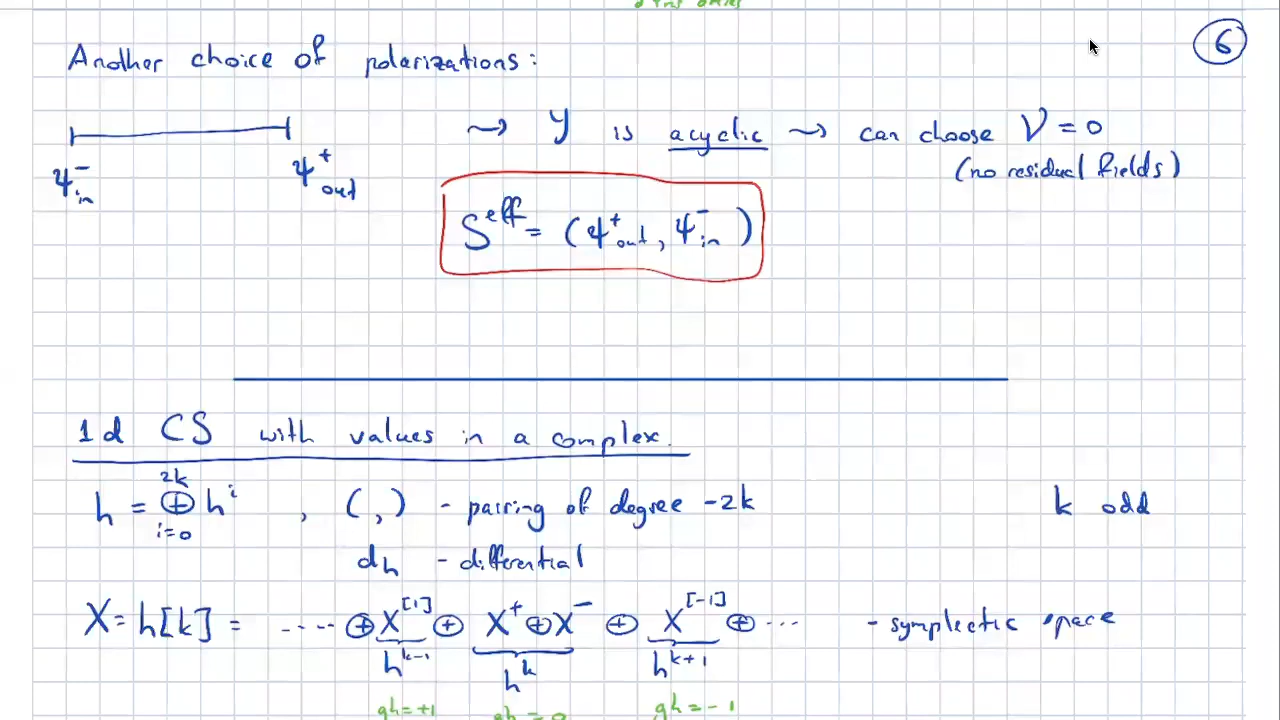 6
Another choice of polarizations:
⇝ Y is acyclic ⇝ can choose V = 0
(no residual fields)
Ψ⁻_in Ψ⁺_out
S^eff = (Ψ⁺_out, Ψ⁻_in)
1d CS with values in a complex.
h = ⊕_{i=0}^{2k} h^i , (,) - pairing of degree -2k k odd
d_h - differential
X = h[k] = ···· ⊕ X^[1] ⊕ X⁺ ⊕ X⁻ ⊕ X^[-1] ⊕ ··· - symplectic space
h^{k-1} h^k h^{k+1}
gh=+1 gh=0 gh=-1